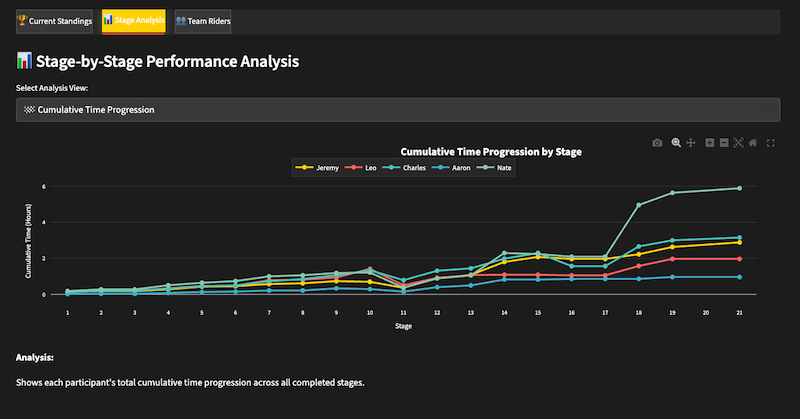 🏆 Current Standings
📊 Stage Analysis
👥 Team Riders
📊 Stage-by-Stage Performance Analysis
Select Analysis View:
🏁 Cumulative Time Progression
Cumulative Time Progression by Stage
Jeremy Leo Charles Aaron Nate
Cumulative Time (Hours)
6
4
2
0
1 2 3 4 5 6 7 8 9 10 11 12 13 14 15 16 17 18 19 20 21
Stage
Analysis:
Shows each participant's total cumulative time progression across all completed stages.